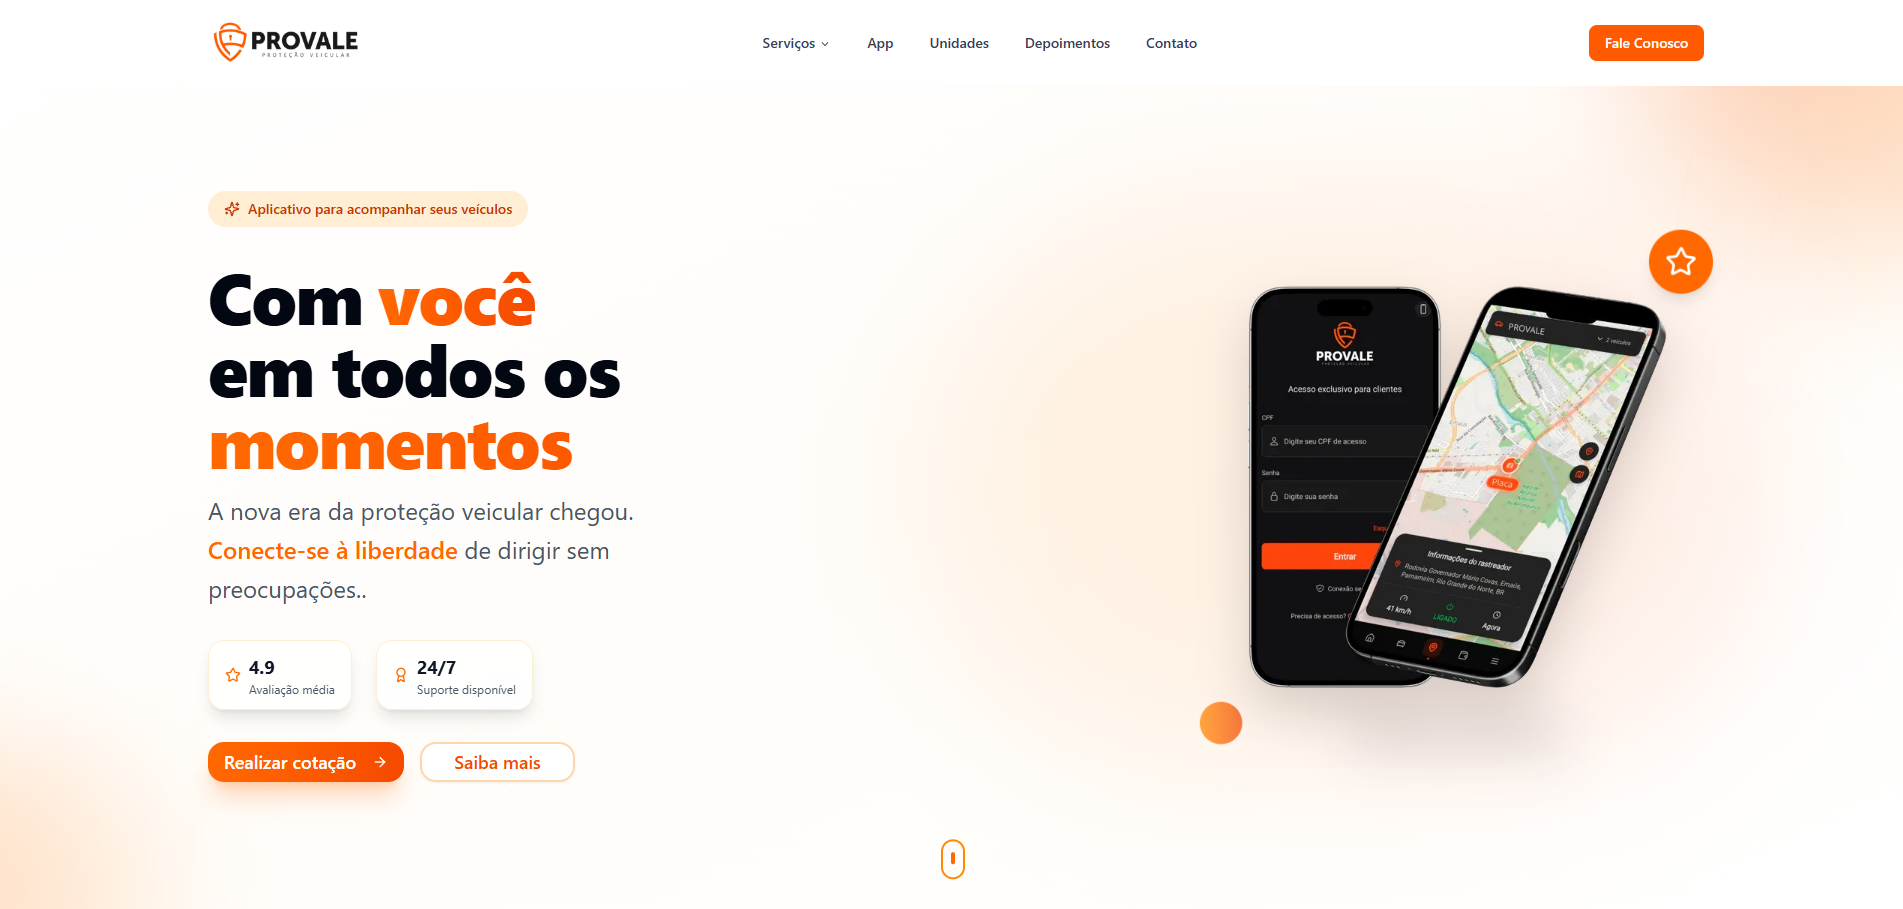 PROVALE
PROTEÇÃO VEICULAR
Serviços
App
Unidades
Depoimentos
Contato
Fale Conosco
Aplicativo para acompanhar seus veículos
Com você
em todos os
momentos
A nova era da proteção veicular chegou.
Conecte-se à liberdade de dirigir sem
preocupações..
4.9
Avaliação média
24/7
Suporte disponível
Realizar cotação
Saiba mais
PROVALE
PROTEÇÃO VEICULAR
Acesso exclusivo para clientes
CPF
Digite seu CPF de acesso
Senha
Digite sua senha
Entrar
Precisa de acesso?
PROVALE
2 veículos
Placa
Informações do rastreador
Rodovia Governador Mário Covas, Emaús,
Parnamirim, Rio Grande do Norte, BR
41 km/h
LIGADO
Agora